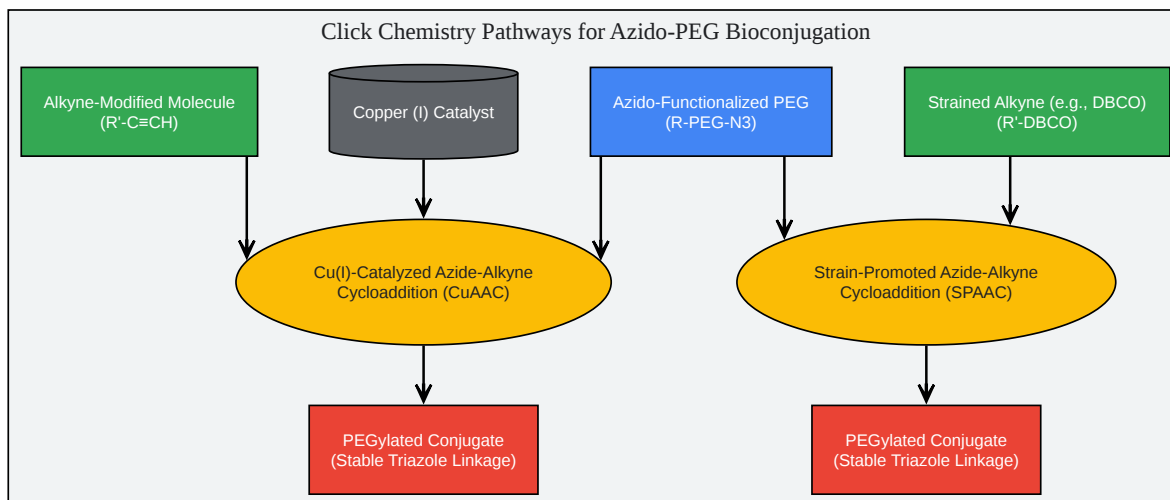 Click Chemistry Pathways for Azido-PEG Bioconjugation
Alkyne-Modified Molecule
(R'-C≡CH)
Copper (I) Catalyst
Azido-Functionalized PEG
(R-PEG-N3)
Strained Alkyne (e.g., DBCO)
(R'-DBCO)
Cu(I)-Catalyzed Azide-Alkyne
Cycloaddition (CuAAC)
Strain-Promoted Azide-Alkyne
Cycloaddition (SPAAC)
PEGylated Conjugate
(Stable Triazole Linkage)
PEGylated Conjugate
(Stable Triazole Linkage)